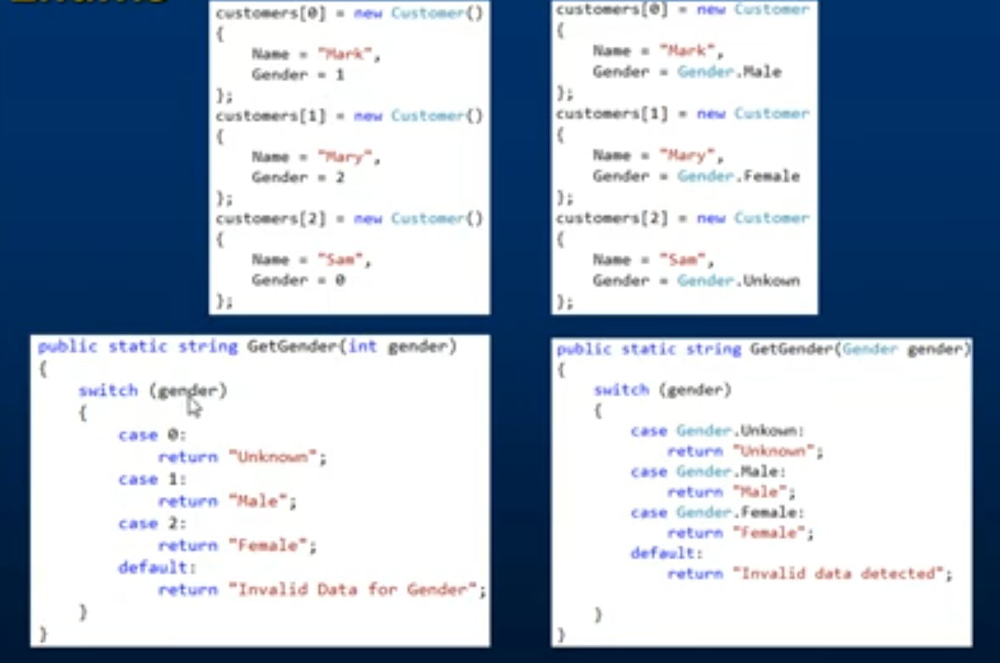 customers[0] = new Customer()
{
Name = "Mark",
Gender = 1
};
customers[1] = new Customer()
{
Name = "Mary",
Gender = 2
};
customers[2] = new Customer()
{
Name = "Sam",
Gender = 0
};
customers[0] = new Customer
{
Name = "Mark",
Gender = Gender.Male
};
customers[1] = new Customer
{
Name = "Mary",
Gender = Gender.Female
};
customers[2] = new Customer
{
Name = "Sam",
Gender = Gender.Unkown
};
public static string GetGender(int gender)
{
switch (gender)
{
case 0:
return "Unknown";
case 1:
return "Male";
case 2:
return "Female";
default:
return "Invalid Data for Gender";
}
}
public static string GetGender(Gender gender)
{
switch (gender)
{
case Gender.Unkown:
return "Unknown";
case Gender.Male:
return "Male";
case Gender.Female:
return "Female";
default:
return "Invalid data detected";
}
}